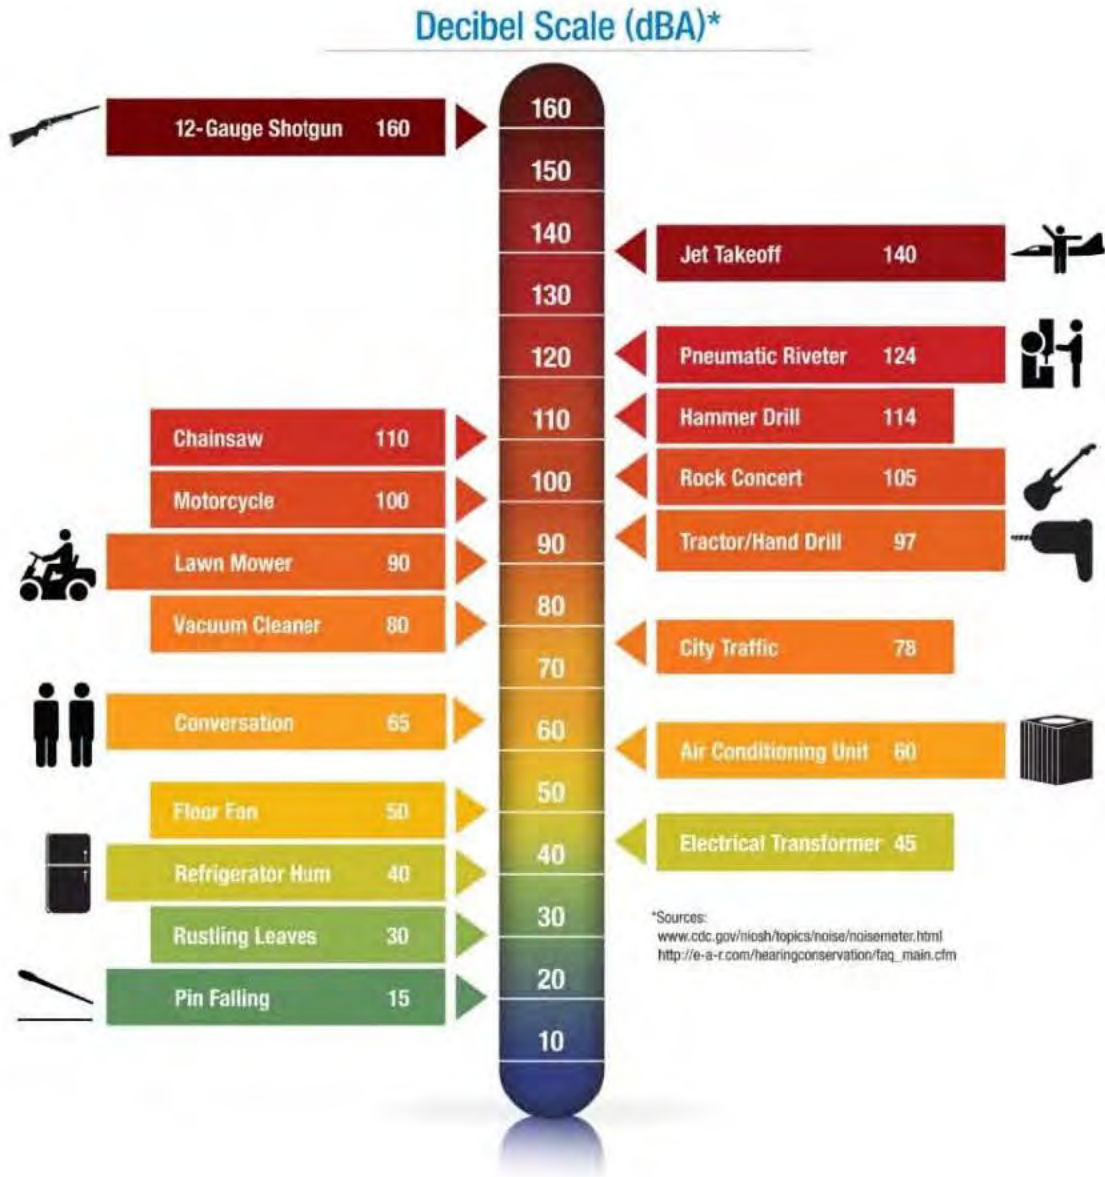 Decibel Scale (dBA)*
12-Gauge Shotgun 160
Chainsaw 110
Motorcycle 100
Lawn Mower 90
Vacuum Cleaner 80
Conversation 65
Floor Fan 50
Refrigerator Hum 40
Rustling Leaves 30
Pin Falling 15
160
150
140
130
120
110
100
90
80
70
60
50
40
30
20
10
Jet Takeoff 140
Pneumatic Riveter 124
Hammer Drill 114
Rock Concert 105
Tractor/Hand Drill 97
City Traffic 78
Air Conditioning Unit 60
Electrical Transformer 45
*Sources:
www.cdc.gov/niosh/topics/noise/noisemeter.html
http://e-a-r.com/hearingconservation/faq_main.cfm